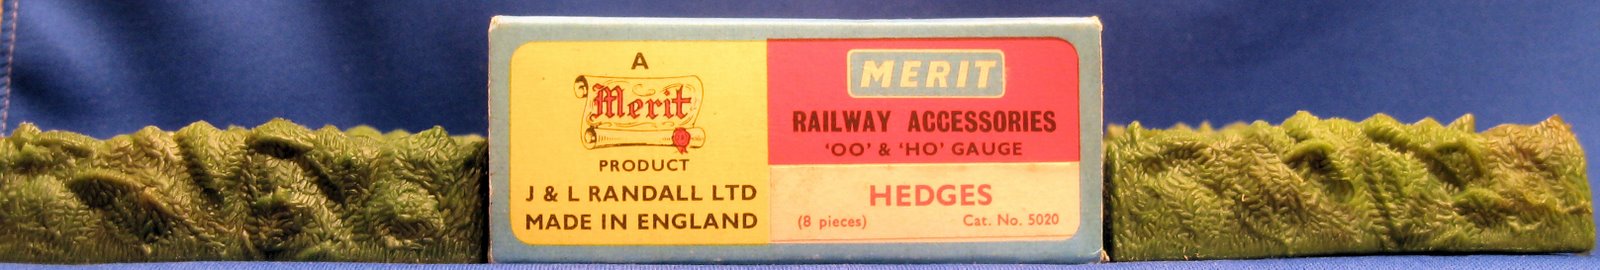 A
Merit
PRODUCT
J & L RANDALL LTD
MADE IN ENGLAND
MERIT
RAILWAY ACCESSORIES
'OO' & 'HO' GAUGE
HEDGES
(8 pieces) Cat. No. 5020